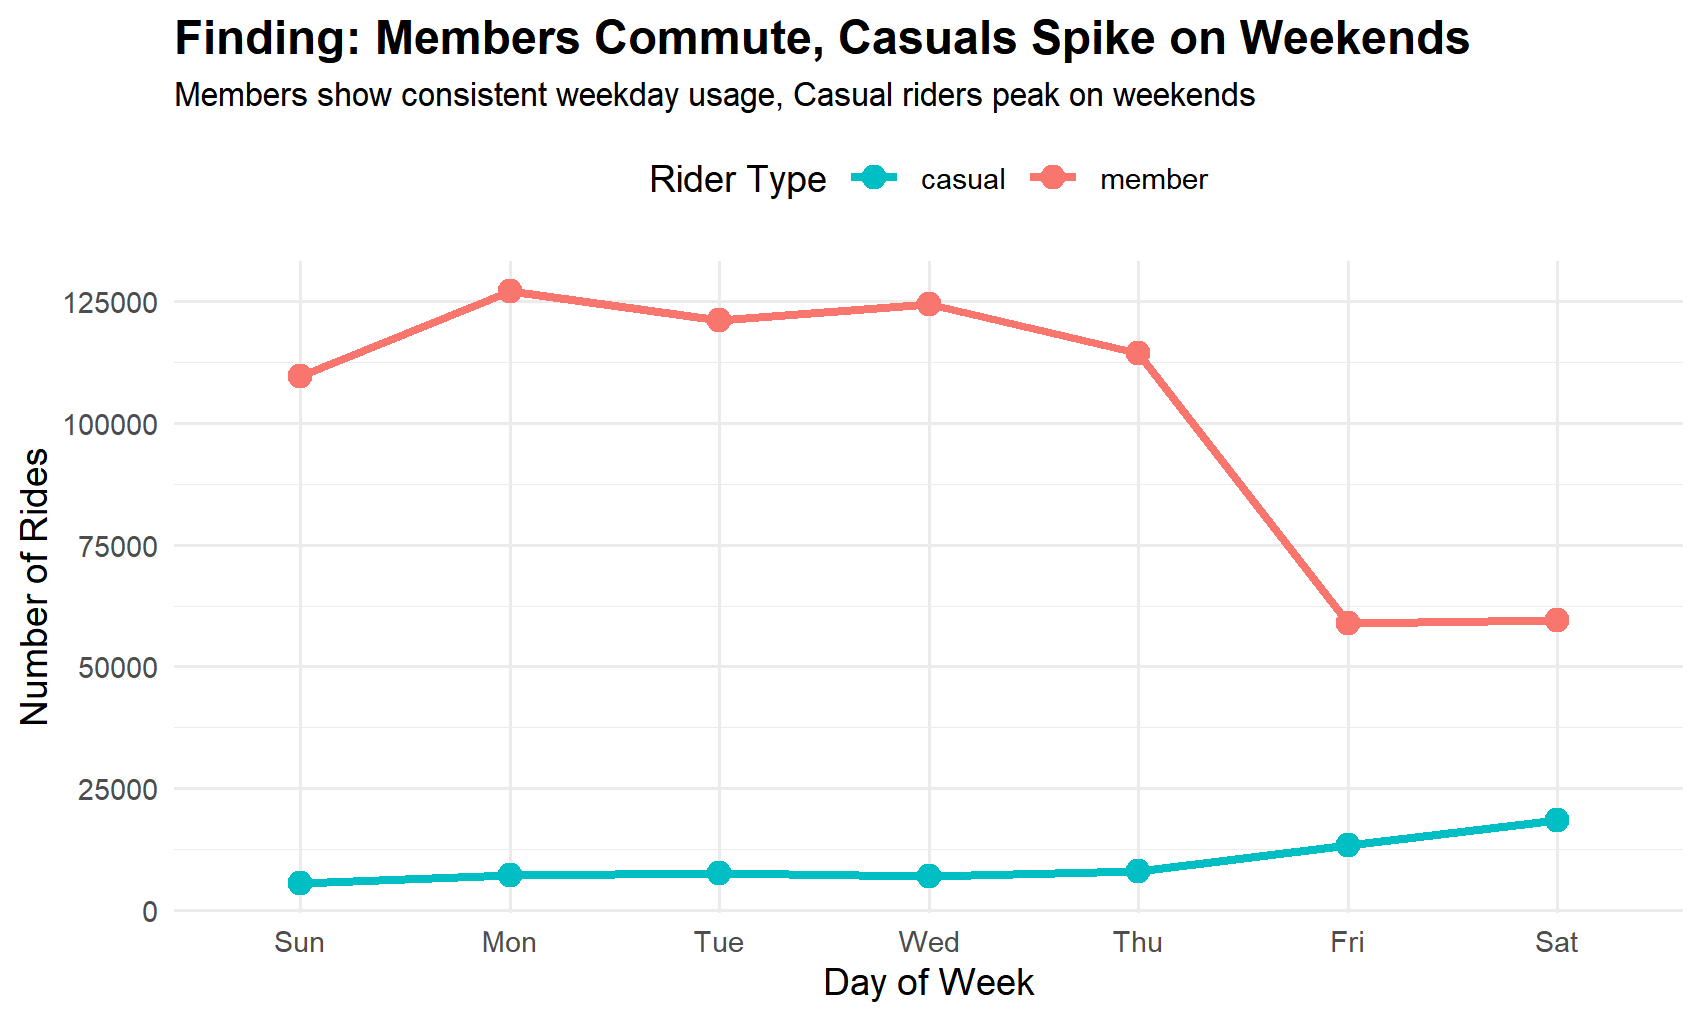 Finding: Members Commute, Casuals Spike on Weekends
Members show consistent weekday usage, Casual riders peak on weekends
Rider Type casual member
Number of Rides
125000
100000
75000
50000
25000
0
Sun Mon Tue Wed Thu Fri Sat
Day of Week